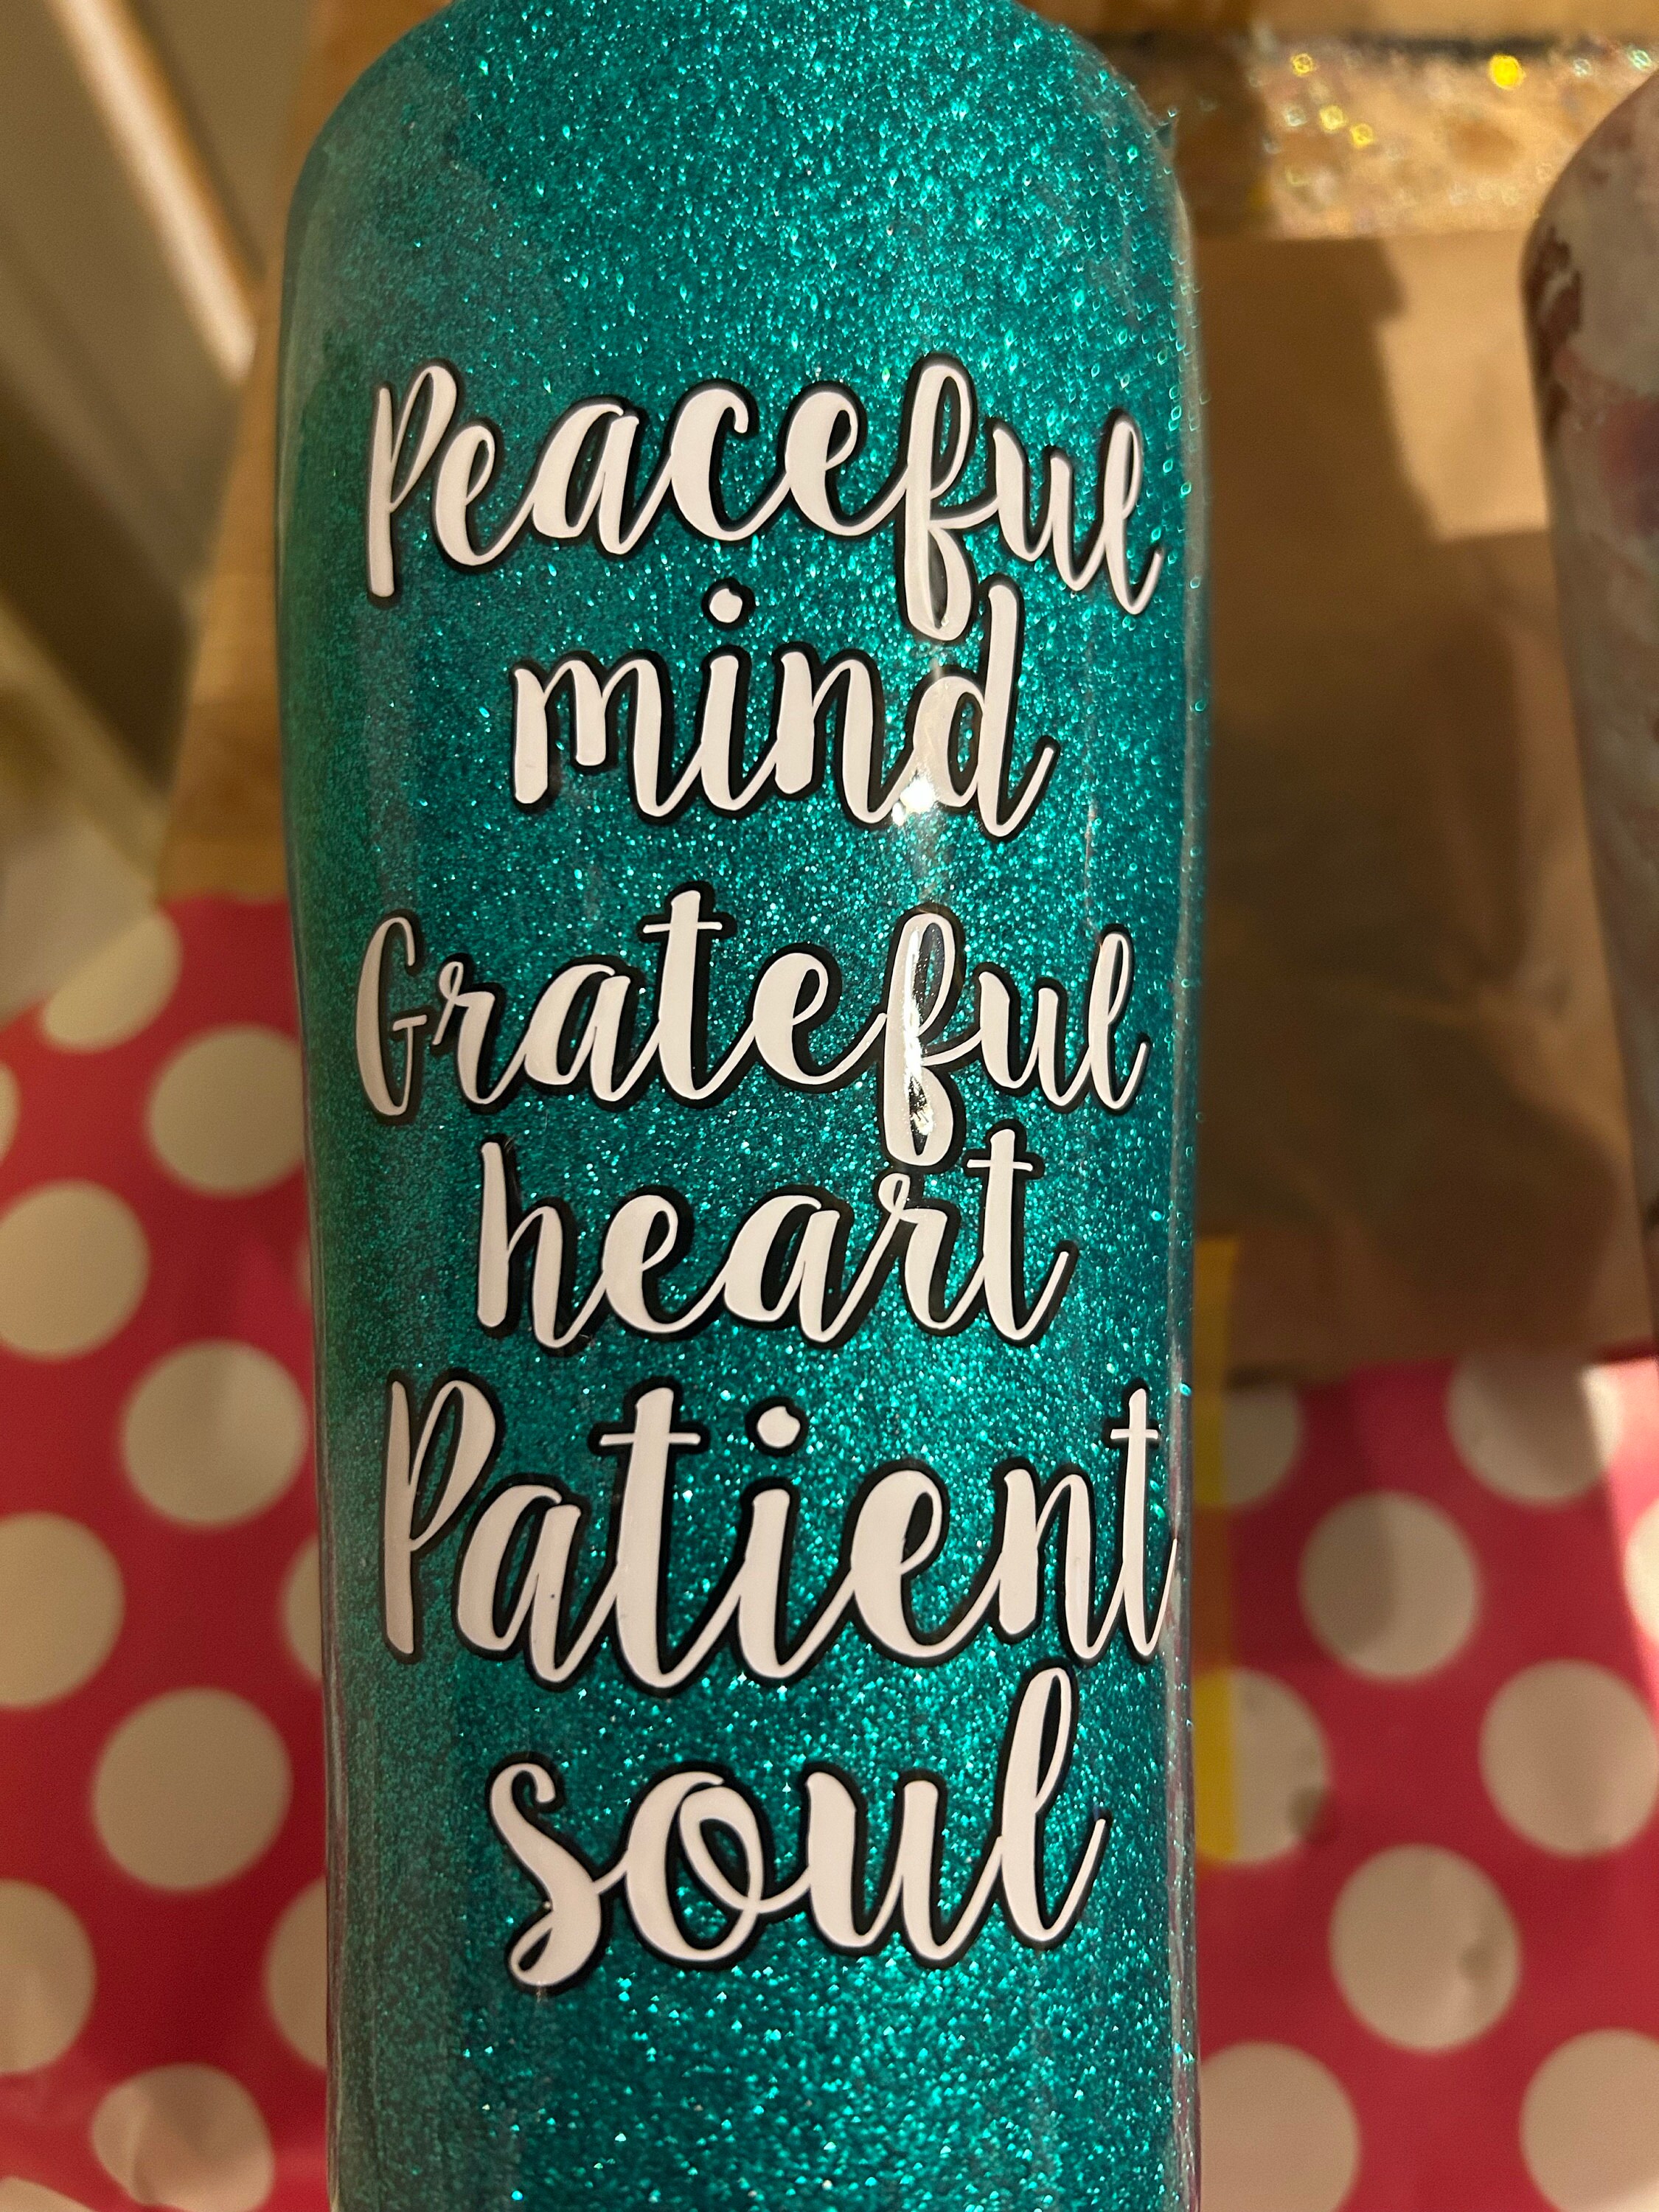 Peaceful
mind
Grateful
heart
Patient
soul